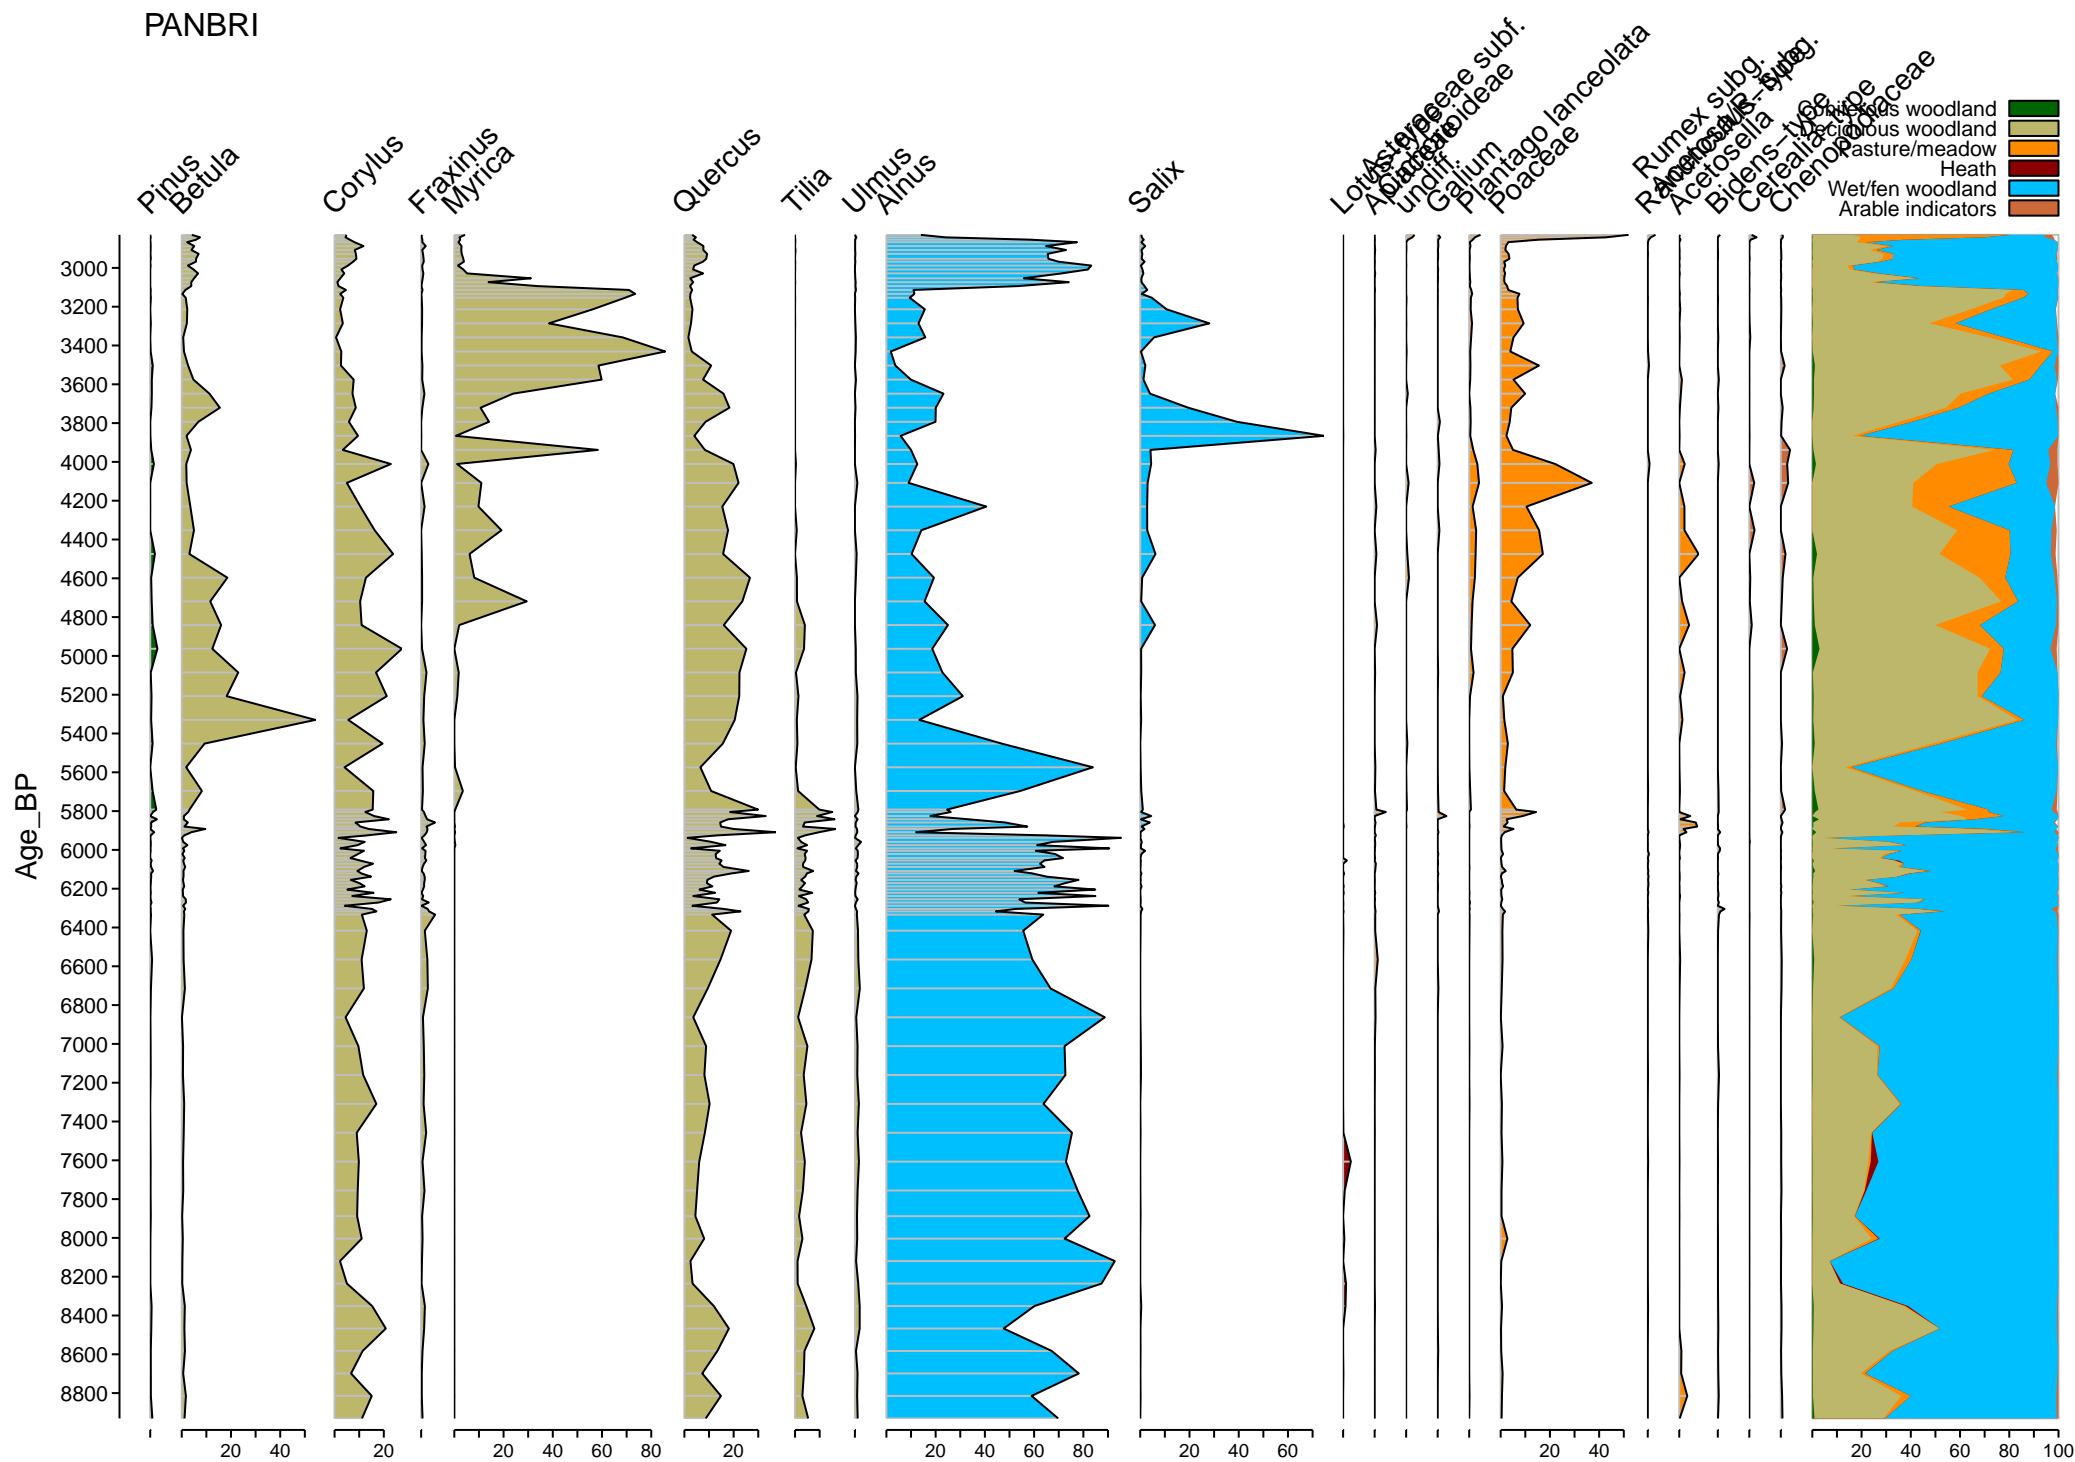 PANBRI
Pinus
Betula
Corylus
Fraxinus
Myrica
Quercus
Tilia
Ulmus
Alnus
Salix
Asteraceae subf.
undiff.
Galium
Plantago lanceolata
Poaceae
Rumex subg.
Acetosella
Bidens-type
Cerealia-type
Chenopodiaceae
Coniferous woodland
Deciduous woodland
Pasture/meadow
Heath
Wet/fen woodland
Arable indicators
Age_BP
3000
3200
3400
3600
3800
4000
4200
4400
4600
4800
5000
5200
5400
5600
5800
6000
6200
6400
6600
6800
7000
7200
7400
7600
7800
8000
8200
8400
8600
8800
20 40 20 20 40 60 80 20 20 40 60 80 20 40 60 20 40 20 40 60 80 100